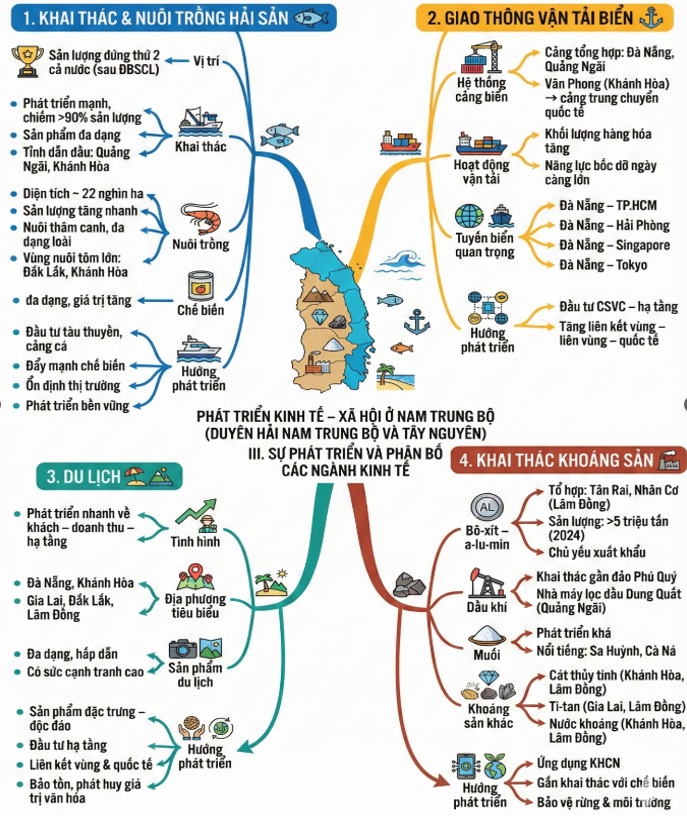 1. KHAI THÁC & NUÔI TRỒNG HẢI SẢN
Sản lượng đứng thứ 2
cả nước (sau ĐBSCL)
Vị trí
Phát triển mạnh,
chiếm >90% sản lượng
Sản phẩm đa dạng
Tỉnh dẫn đầu: Quảng
Ngãi, Khánh Hòa
Khai thác
Diện tích ~ 22 nghìn ha
Sản lượng tăng nhanh
Nuôi thâm canh, đa
dạng loài
Vùng nuôi tôm lớn:
Đắk Lắk, Khánh Hòa
Nuôi trồng
đa dạng, giá trị tăng
Chế biến
Đầu tư tàu thuyền,
cảng cá
Đẩy mạnh chế biến
Ổn định thị trường
Phát triển bền vững
Hướng
phát triển
2. GIAO THÔNG VẬN TẢI BIỂN
Hệ thống
cảng biển
Cảng tổng hợp: Đà Nẵng,
Quảng Ngãi
Vân Phong (Khánh Hòa)
→ cảng trung chuyển
quốc tế
Hoạt động
vận tải
Khối lượng hàng hóa
tăng
Năng lực bốc dỡ ngày
càng lớn
Tuyến biển
quan trọng
Đà Nẵng – TP.HCM
Đà Nẵng – Hải Phòng
Đà Nẵng – Singapore
Đà Nẵng – Tokyo
Hướng
phát triển
Đầu tư CSVC – hạ tầng
Tăng liên kết vùng –
liên vùng – quốc tế
PHÁT TRIỂN KINH TẾ – XÃ HỘI Ở NAM TRUNG BỘ
(DUYÊN HẢI NAM TRUNG BỘ VÀ TÂY NGUYÊN)
III. SỰ PHÁT TRIỂN VÀ PHÂN BỐ
CÁC NGÀNH KINH TẾ
3. DU LỊCH
Phát triển nhanh về
khách – doanh thu –
hạ tầng
Tình hình
Đà Nẵng, Khánh Hòa
Gia Lai, Đắk Lắk,
Lâm Đồng
Địa phương
tiêu biểu
Đa dạng, hấp dẫn
Có sức cạnh tranh cao
Sản phẩm
du lịch
Sản phẩm đặc trưng –
độc đáo
Đầu tư hạ tầng
Liên kết vùng & quốc tế
Bảo tồn, phát huy giá
trị văn hóa
Hướng
phát triển
4. KHAI THÁC KHOÁNG SẢN
AL
Bô-xít –
a-lu-min
Tổ hợp: Tân Rai, Nhân Cơ
(Lâm Đồng)
Sản lượng: >5 triệu tấn
(2024)
Chủ yếu xuất khẩu
Dầu khí
Khai thác gần đảo Phú Quý
Nhà máy lọc dầu Dung Quất
(Quảng Ngãi)
Muối
Phát triển khá
Nổi tiếng: Sa Huỳnh, Cà Ná
Khoáng
sản khác
Cát thủy tinh (Khánh Hòa,
Lâm Đồng)
Ti-tan (Gia Lai, Lâm Đồng)
Nước khoáng (Khánh Hòa,
Lâm Đồng)
Hướng
phát triển
Ứng dụng KHCN
Gắn khai thác với chế biến
Bảo vệ rừng & môi trường